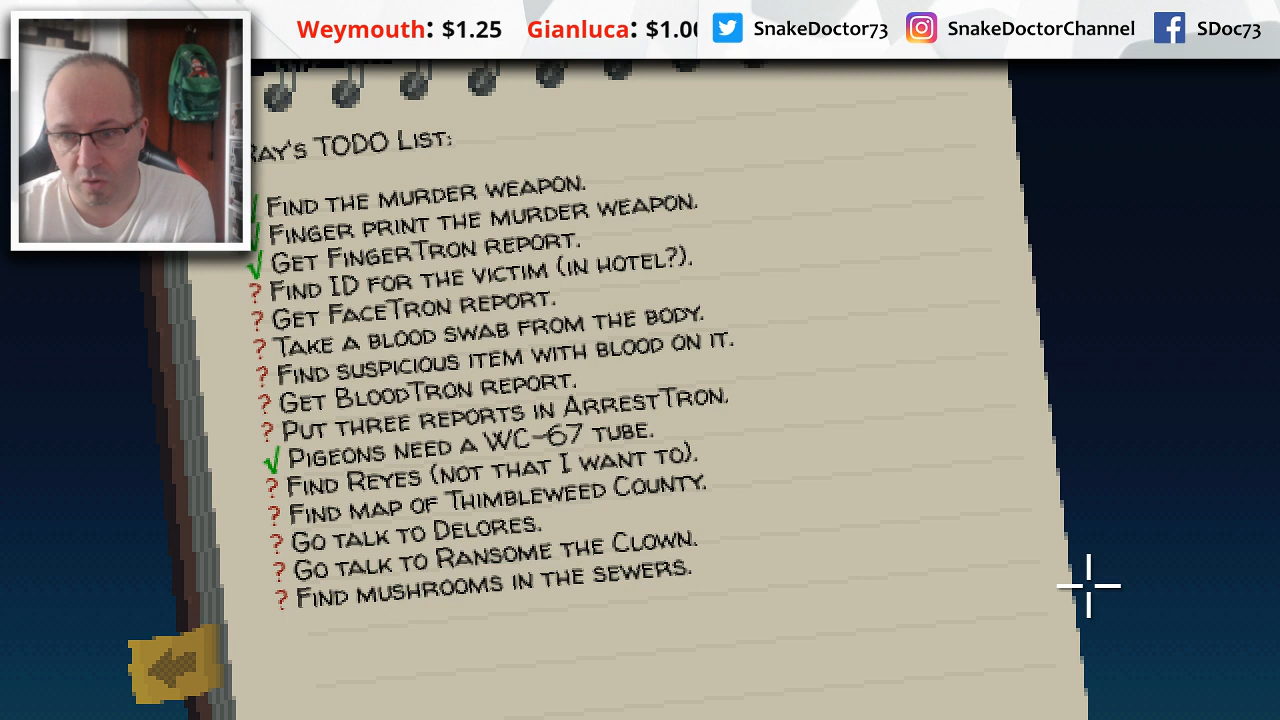 Weymouth: $1.25 Gianluca: $1.00 SnakeDoctor73 SnakeDoctorChannel SDoc73
Ray's TODO List:
Find the murder weapon.
Finger print the murder weapon.
Get FingerTron report.
? Find ID for the victim (in hotel?).
? Get FaceTron report.
? Take a blood swab from the body.
? Find suspicious item with blood on it.
? Get BloodTron report.
? Put three reports in ArrestTron.
Pigeons need a WC-67 tube.
? Find Reyes (not that I want to).
? Find map of Thimbleweed County.
? Go talk to Delores.
? Go talk to Ransome the Clown.
? Find mushrooms in the sewers.